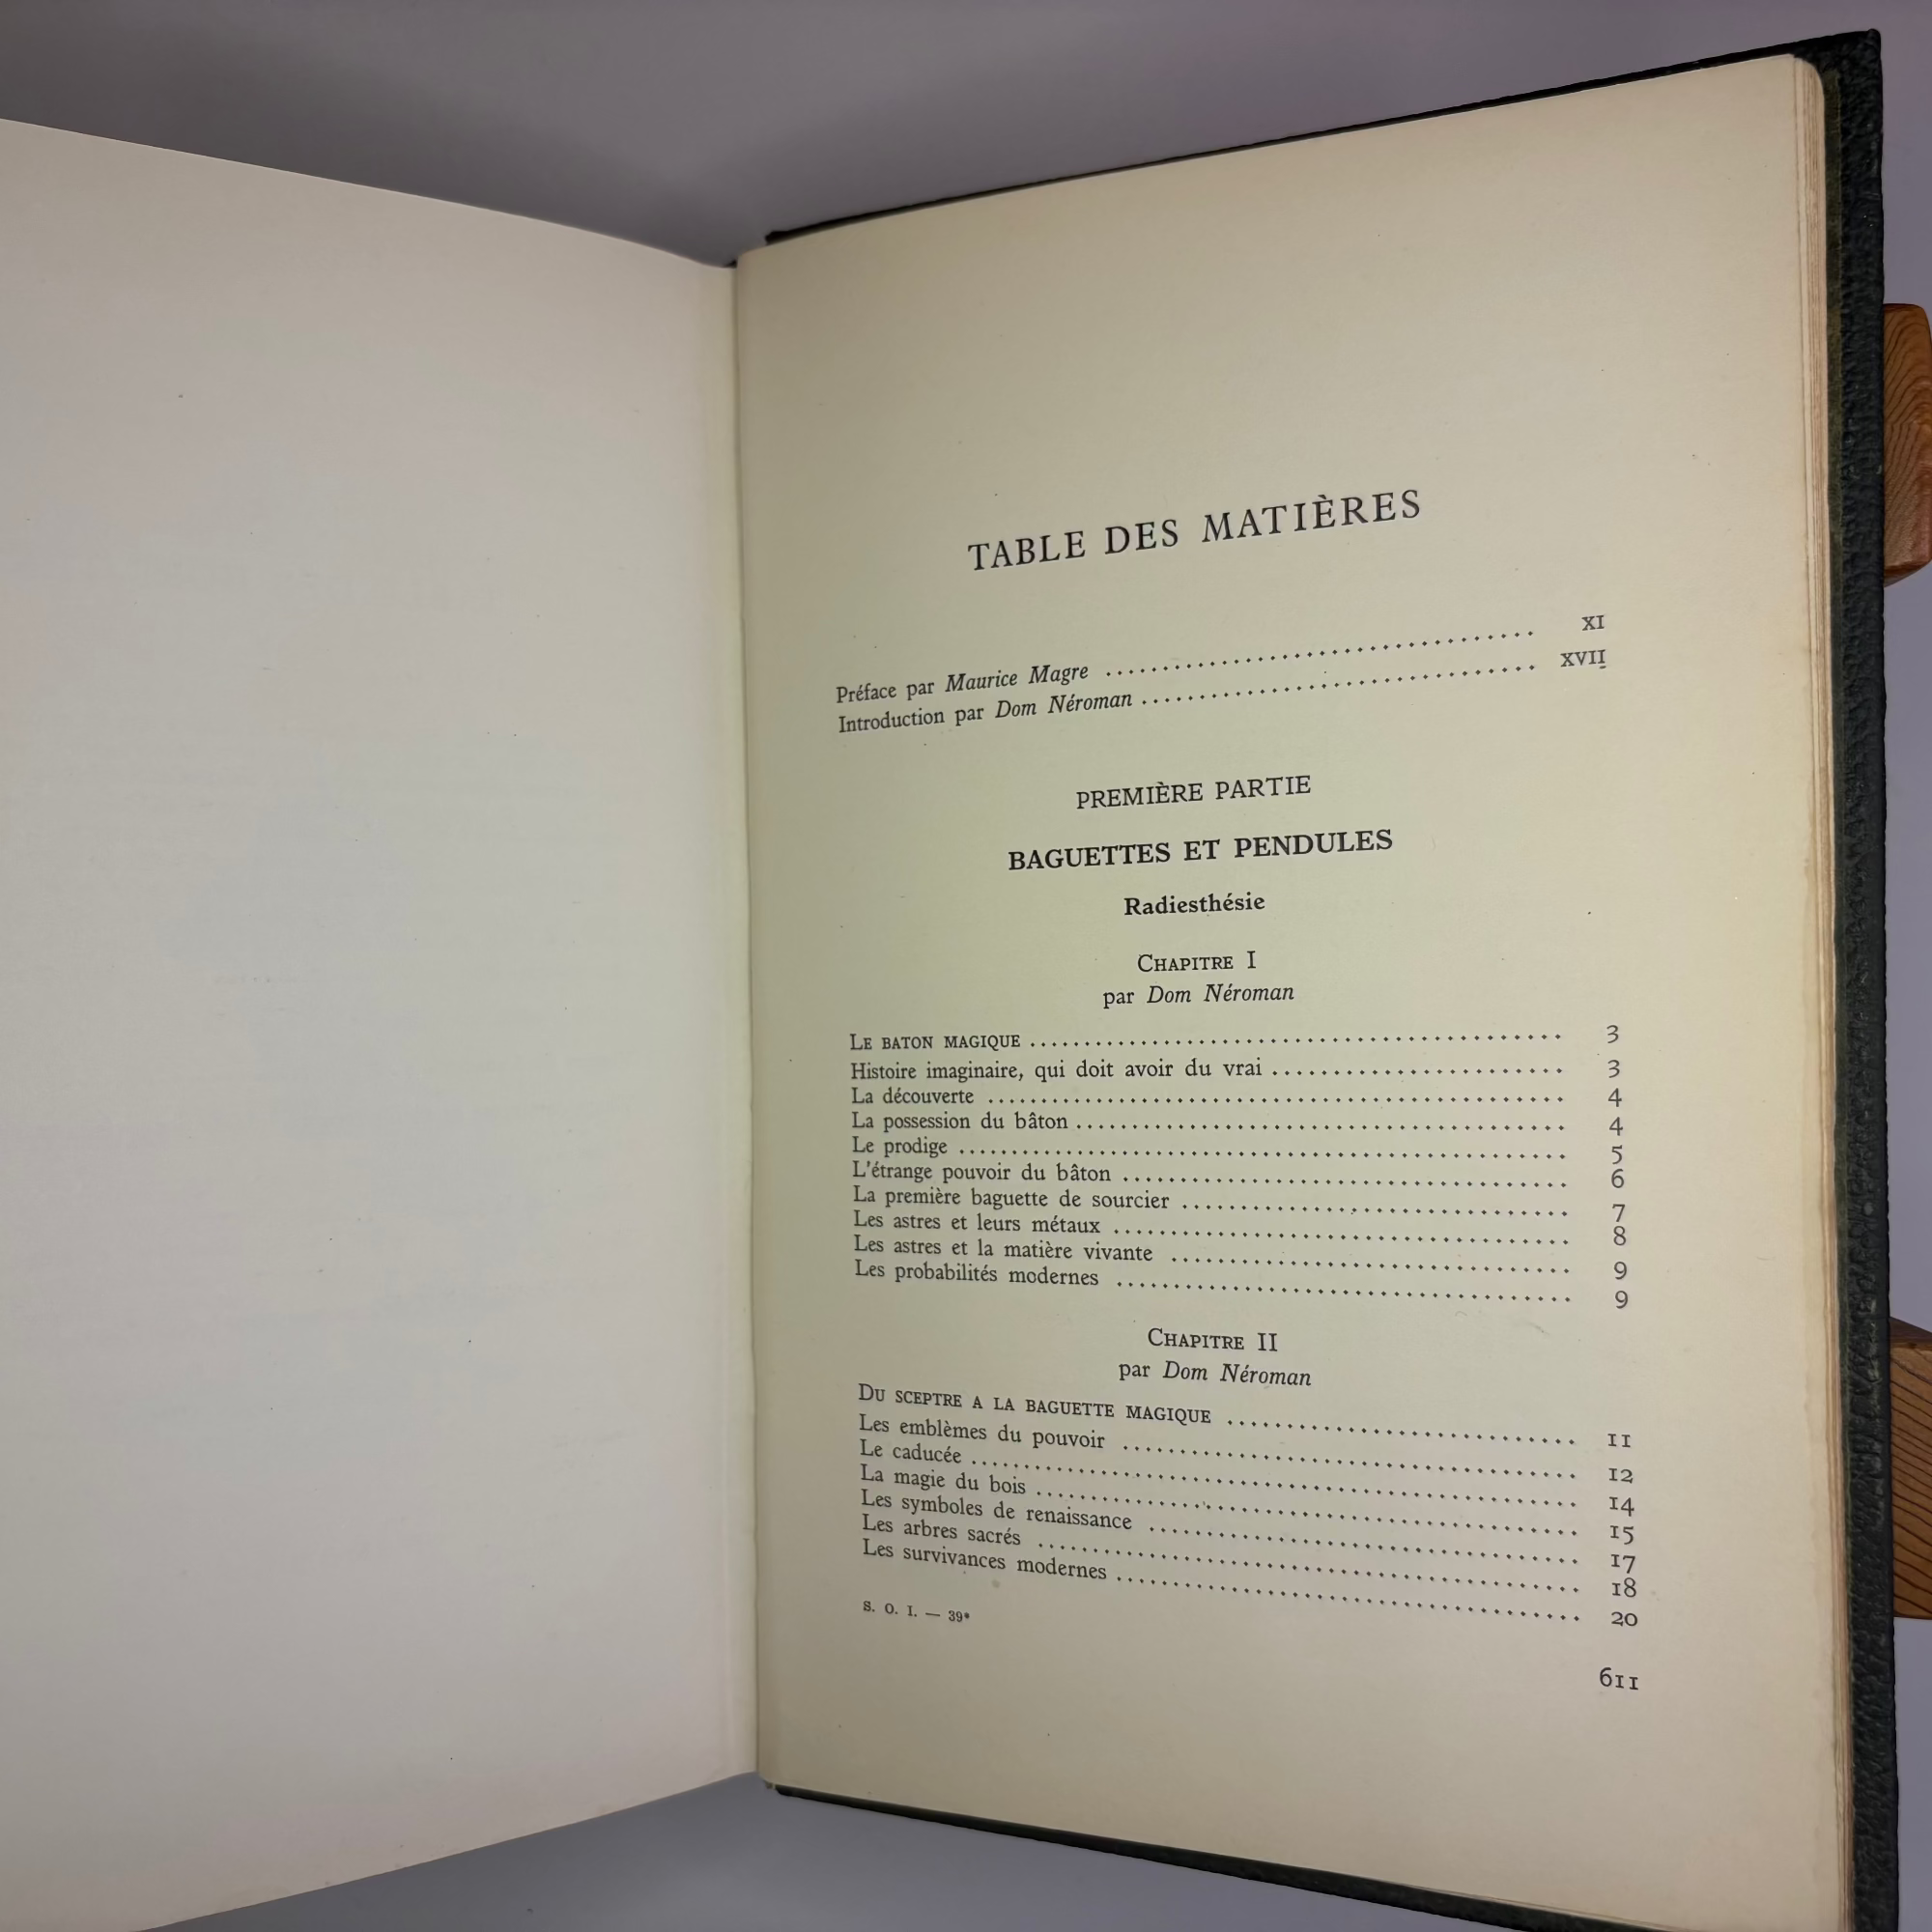 TABLE DES MATIÈRES
Préface par Maurice Magre ........ XI
Introduction par Dom Néroman ........ XVII
PREMIÈRE PARTIE
BAGUETTES ET PENDULES
Radiesthésie
CHAPITRE I
par Dom Néroman
LE BATON MAGIQUE ........ 3
Histoire imaginaire, qui doit avoir du vrai ........ 3
La découverte ........ 4
La possession du bâton ........ 4
Le prodige ........ 5
L'étrange pouvoir du bâton ........ 6
La première baguette de sourcier ........ 7
Les astres et leurs métaux ........ 8
Les astres et la matière vivante ........ 9
Les probabilités modernes ........ 9
CHAPITRE II
par Dom Néroman
DU SCEPTRE A LA BAGUETTE MAGIQUE ........ 11
Les emblèmes du pouvoir ........ 12
Le caducée ........ 14
La magie du bois ........ 15
Les symboles de renaissance ........ 17
Les arbres sacrés ........ 18
Les survivances modernes ........ 20
S. O. I. — 39*
611